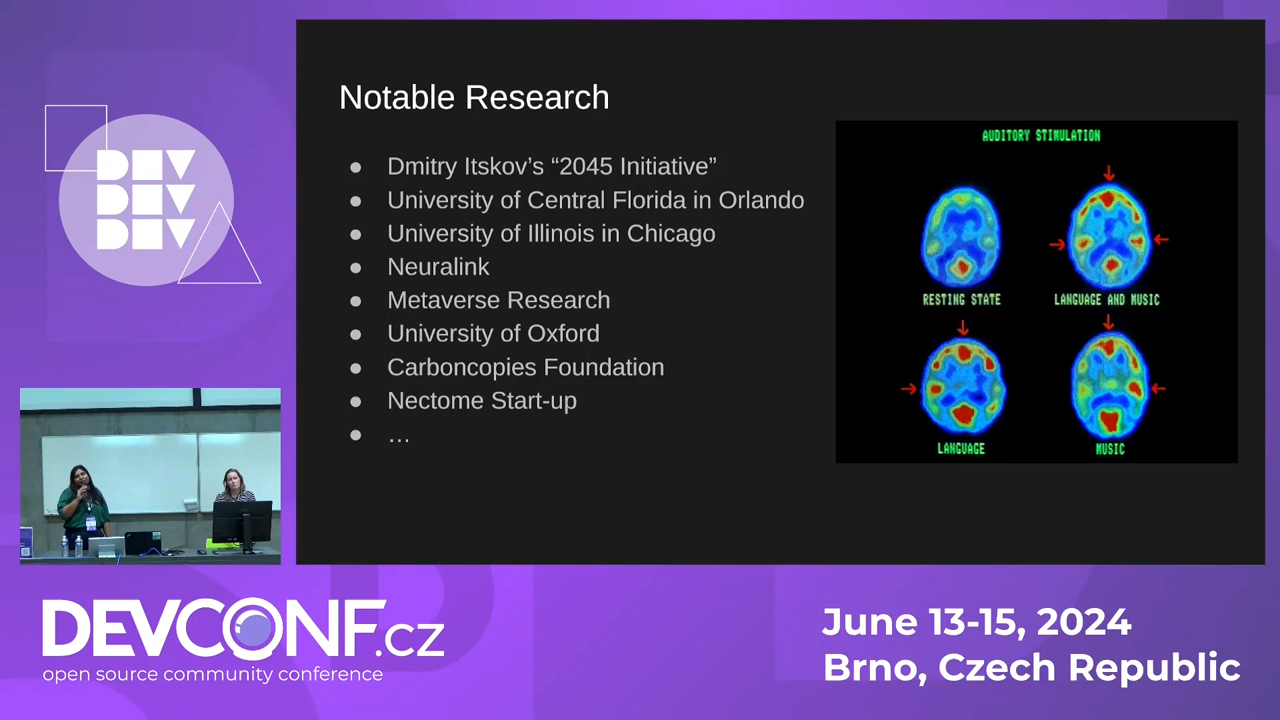 DEV
DEV
DEV
Notable Research
● Dmitry Itskov’s “2045 Initiative”
● University of Central Florida in Orlando
● University of Illinois in Chicago
● Neuralink
● Metaverse Research
● University of Oxford
● Carboncopies Foundation
● Nectome Start-up
● …
AUDITORY STIMULATION
RESTING STATE
LANGUAGE AND MUSIC
LANGUAGE
MUSIC
DEVCONF.cz
open source community conference
June 13-15, 2024
Brno, Czech Republic